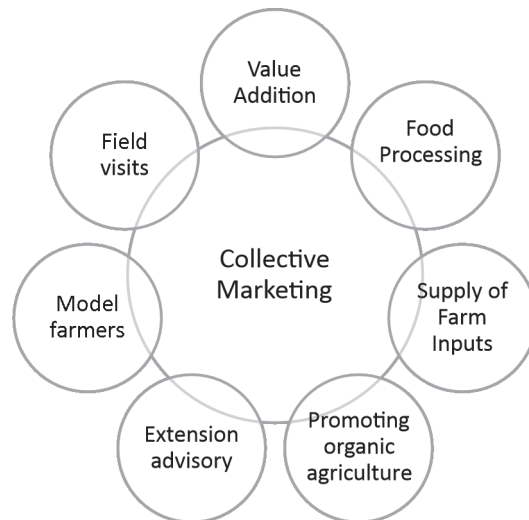 Value
Addition
Food
Processing
Supply of
Farm
Inputs
Promoting
organic
agriculture
Extension
advisory
Model
farmers
Field
visits
Collective
Marketing